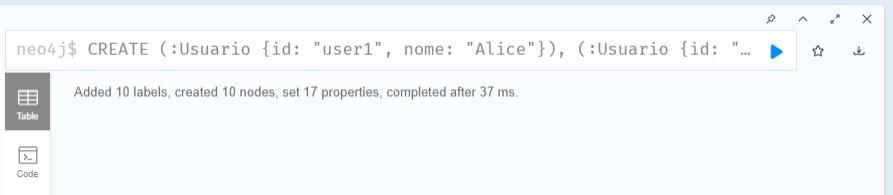 neo4j$ CREATE (:Usuario {id: "user1", nome: "Alice"}), (:Usuario {id: "…
Added 10 labels, created 10 nodes, set 17 properties, completed after 37 ms.
Table
Code